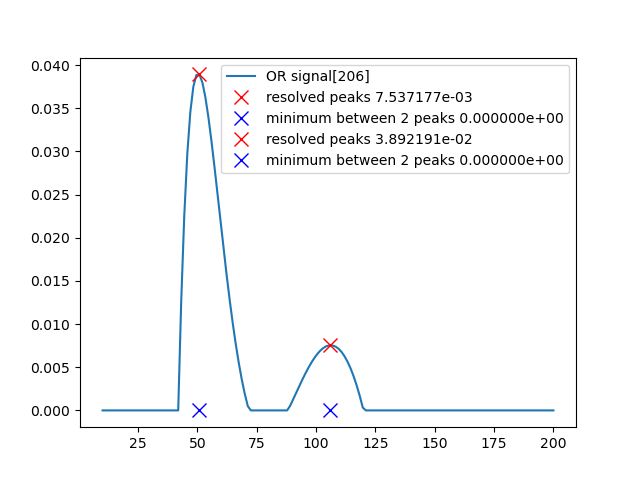 OR signal[206]
resolved peaks 7.537177e-03
minimum between 2 peaks 0.000000e+00
resolved peaks 3.892191e-02
minimum between 2 peaks 0.000000e+00
0.040
0.035
0.030
0.025
0.020
0.015
0.010
0.005
0.000
25 50 75 100 125 150 175 200